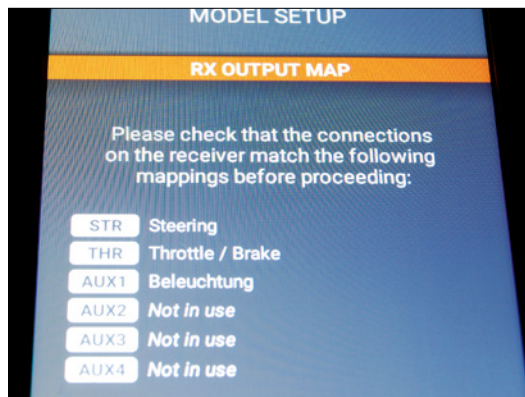 MODEL SETUP
RX OUTPUT MAP
Please check that the connections
on the receiver match the following
mappings before proceeding:
STR Steering
THR Throttle / Brake
AUX1 Beleuchtung
AUX2 Not in use
AUX3 Not in use
AUX4 Not in use